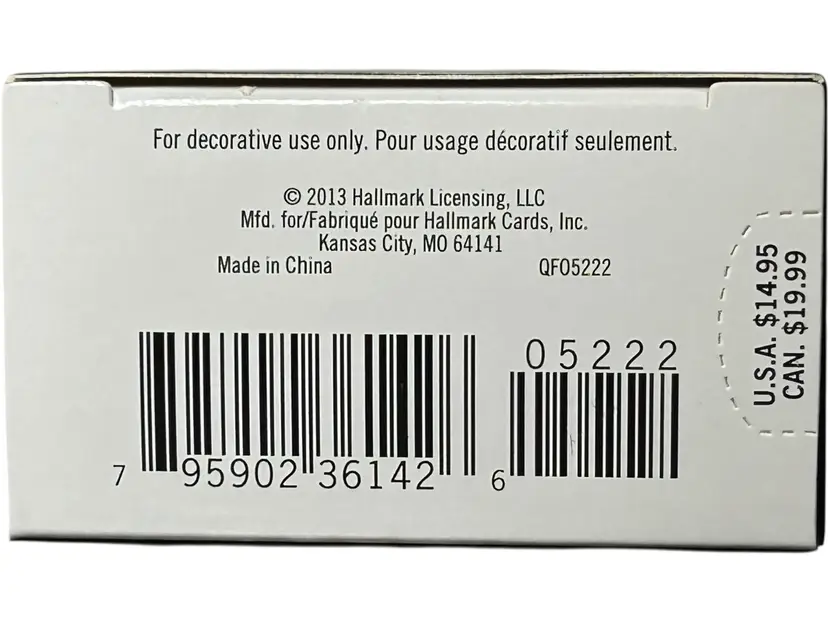 For decorative use only. Pour usage décoratif seulement.
© 2013 Hallmark Licensing, LLC
Mfd. for/Fabriqué pour Hallmark Cards, Inc.
Kansas City, MO 64141
Made in China QFO5222
U.S.A. $14.95
CAN. $19.99
05222
7 95902 36142 6